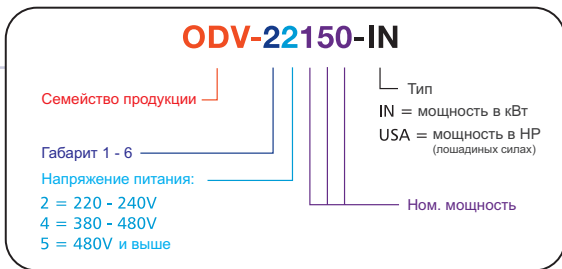 ODV-22150-IN
Семейство продукции
Габарит 1 - 6
Напряжение питания:
2 = 220 - 240V
4 = 380 - 480V
5 = 480V и выше
Тип
IN = мощность в кВт
USA = мощность в HP
(лошадиных силах)
Ном. мощность